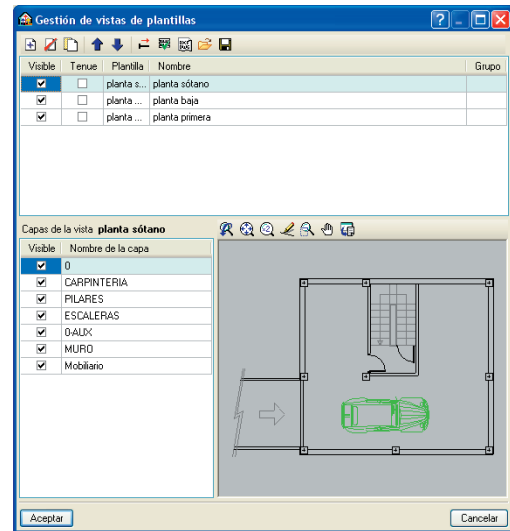 Gestión de vistas de plantillas
Visible Tenue Plantilla Nombre Grupo
planta s... planta sótano
planta ... planta baja
planta ... planta primera
Capas de la vista planta sótano
Visible Nombre de la capa
0
CARPINTERIA
PILARES
ESCALERAS
0-AUX
MURO
Mobiliario
Aceptar Cancelar